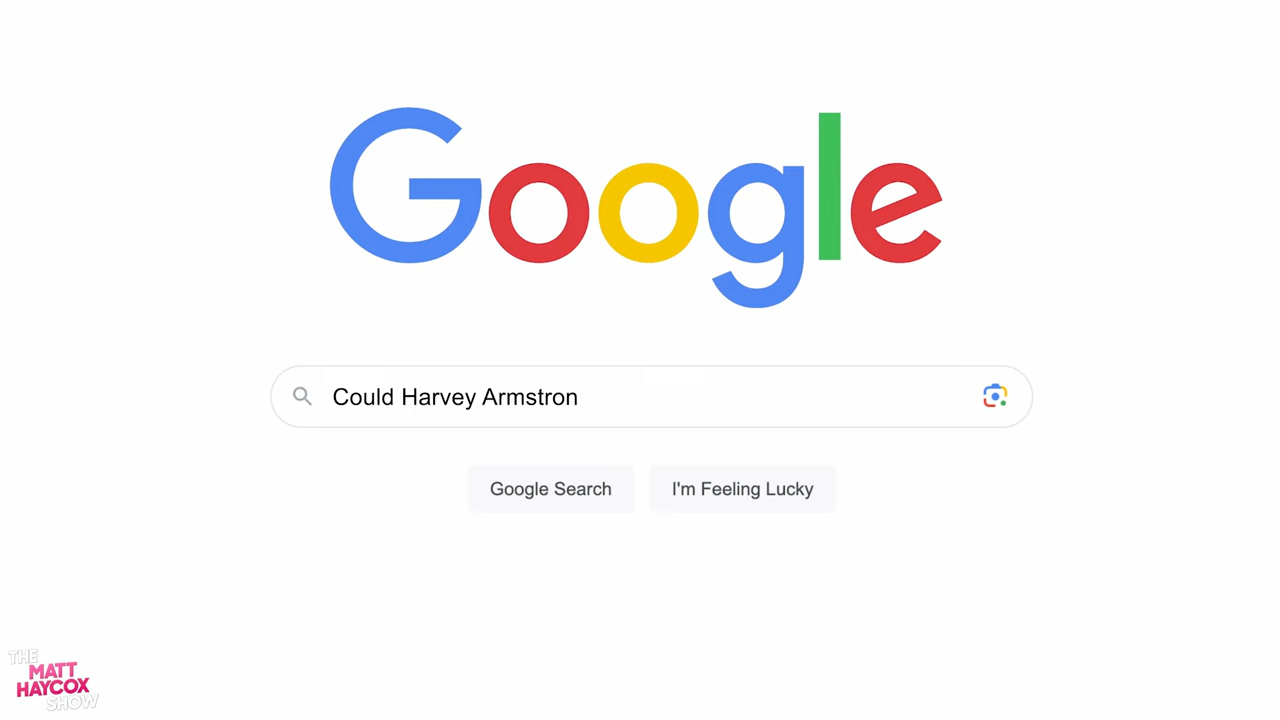 Google
Could Harvey Armstron
Google Search
I'm Feeling Lucky
THE
MATT
HAYCOX
SHOW